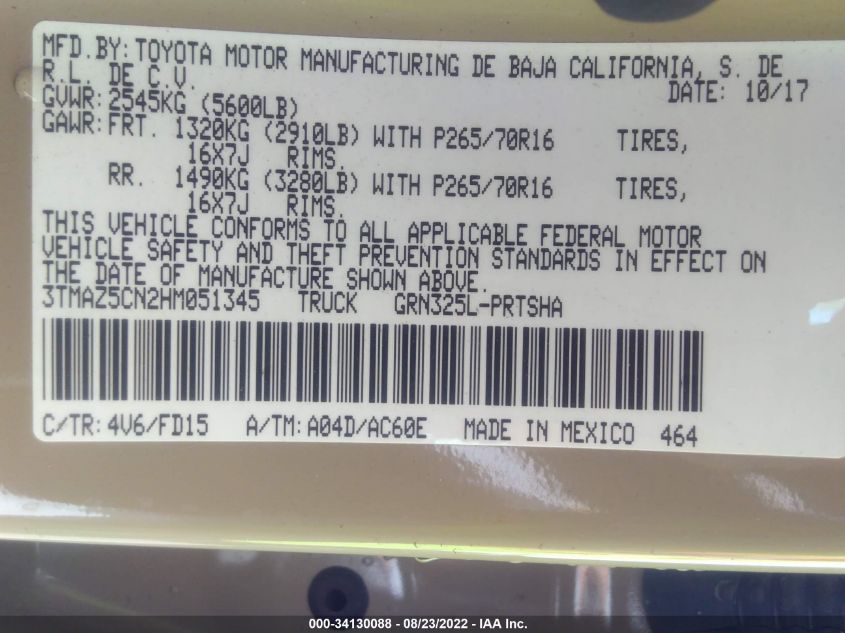 MFD.BY:TOYOTA MOTOR MANUFACTURING DE BAJA CALIFORNIA, S. DE
R.L. DE C.V.
DATE: 10/17
GVWR:2545KG (5600LB)
GAWR:FRT. 1320KG (2910LB) WITH P265/70R16 TIRES,
16X7J RIMS.
RR. 1490KG (3280LB) WITH P265/70R16 TIRES,
16X7J RIMS.
THIS VEHICLE CONFORMS TO ALL APPLICABLE FEDERAL MOTOR
VEHICLE SAFETY AND THEFT PREVENTION STANDARDS IN EFFECT ON
THE DATE OF MANUFACTURE SHOWN ABOVE.
3TMAZ5CN2HM051345 TRUCK GRN325L-PRTSHA
C/TR:4V6/FD15 A/TM:A04D/AC60E MADE IN MEXICO 464
000-34130088 - 08/23/2022 - IAA Inc.